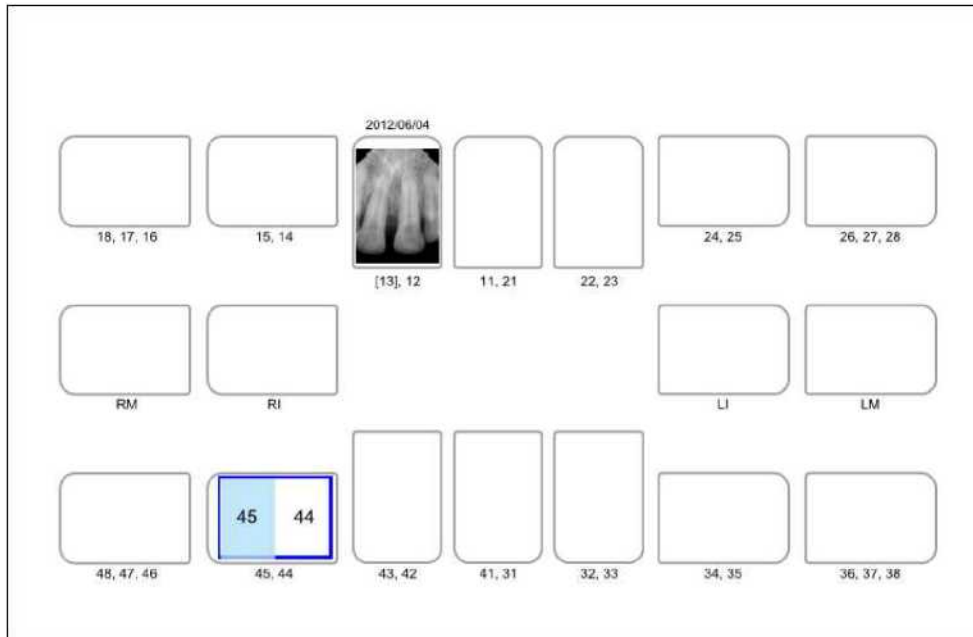 2012/06/04
18, 17, 16
15, 14
[13], 12
11, 21
22, 23
24, 25
26, 27, 28
RM
RI
LI
LM
45
44
48, 47, 46
45, 44
43, 42
41, 31
32, 33
34, 35
36, 37, 38